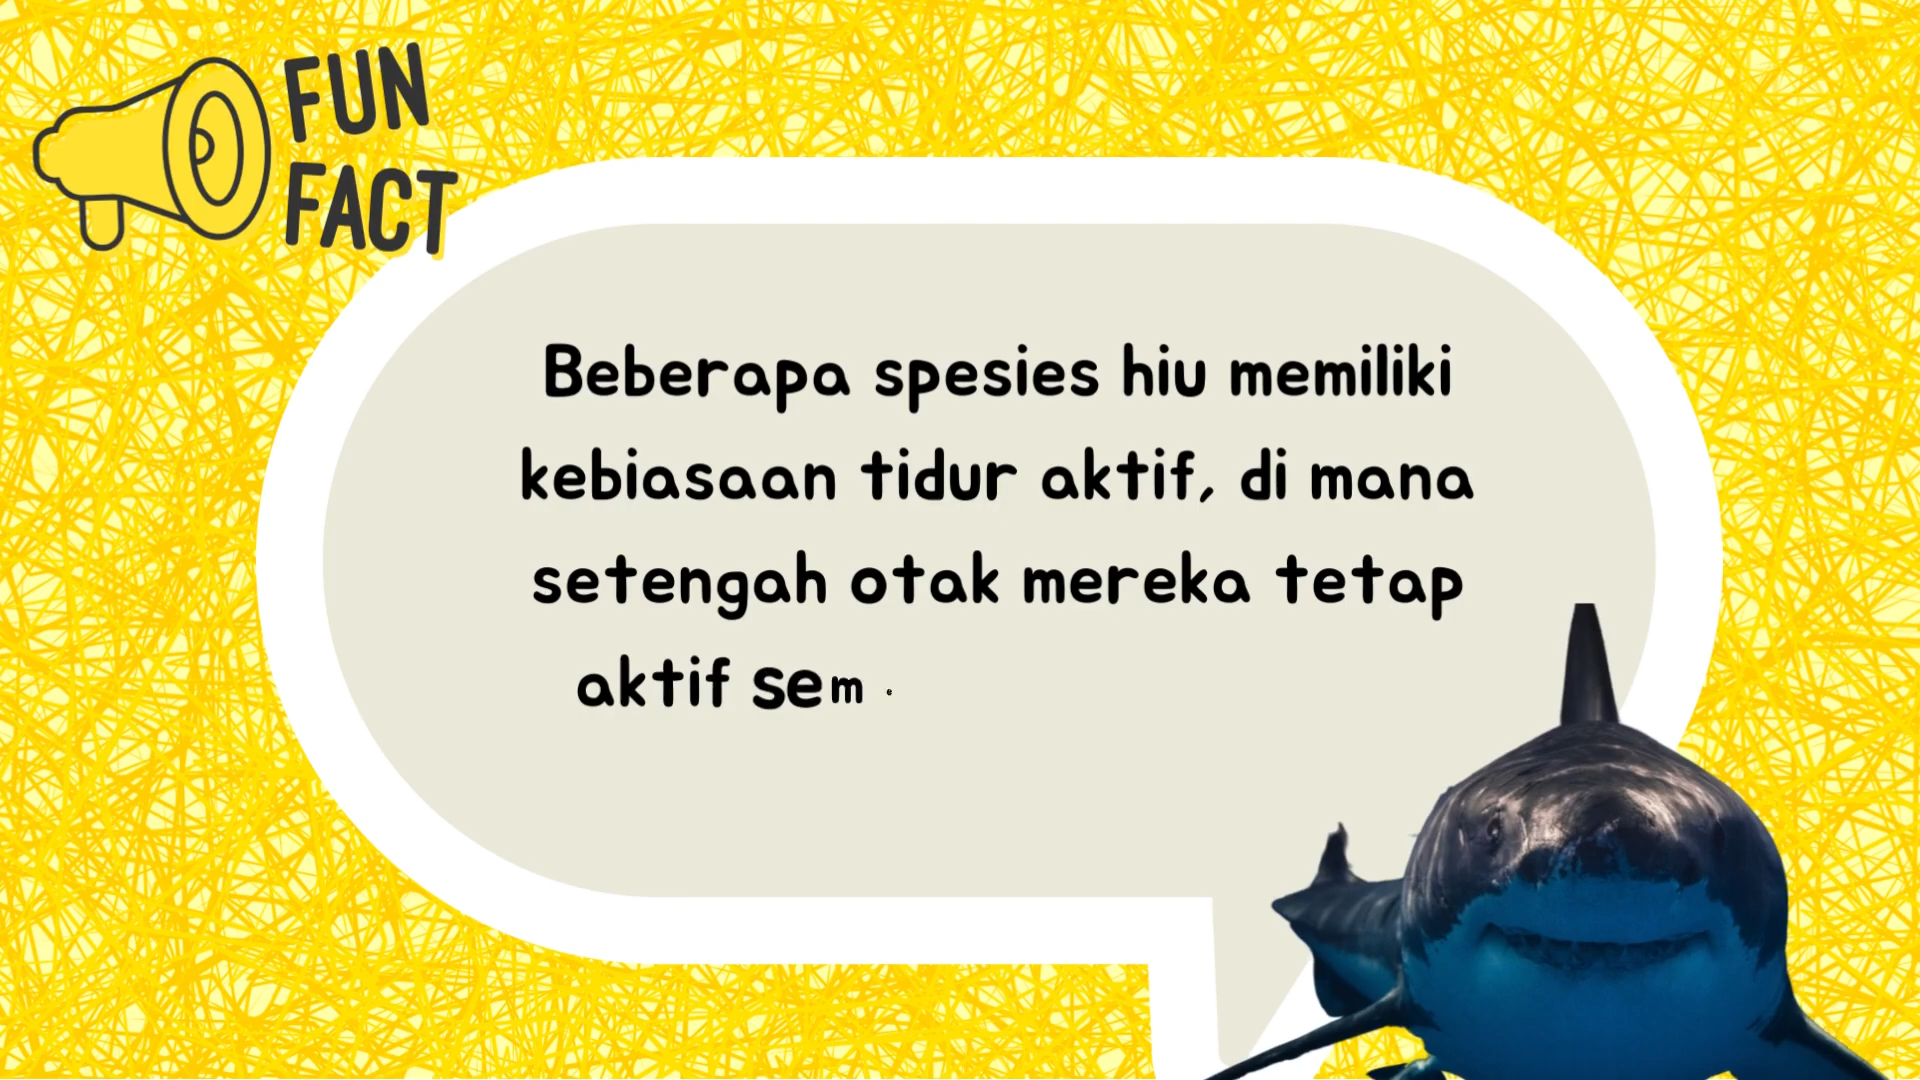 FUN
FACT
Beberapa spesies hiu memiliki
kebiasaan tidur aktif, di mana
setengah otak mereka tetap
aktif sem